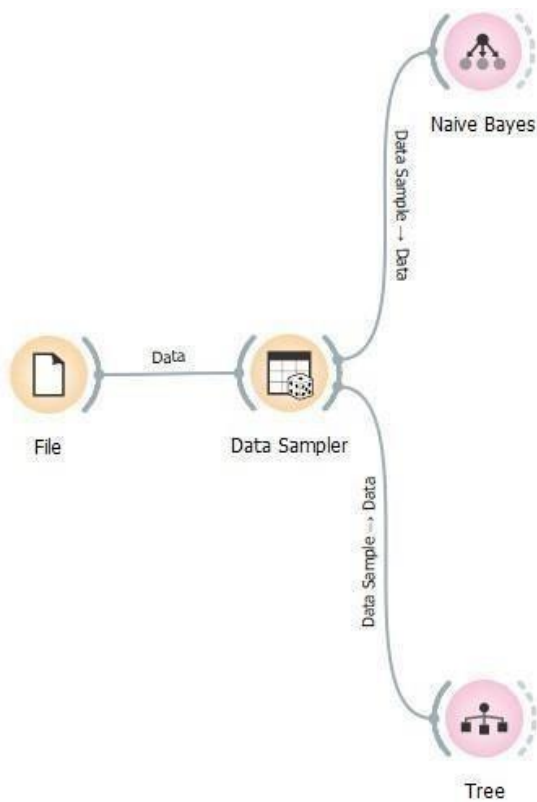 Naive Bayes
Data Sample → Data
Data
File
Data Sampler
Data Sample → Data
Tree